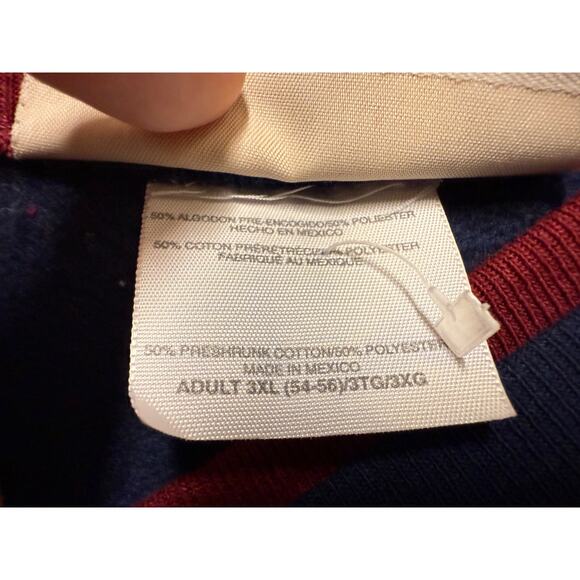 50% ALGODON PRE-ENCOGIDO/50% POLIESTER
HECHO EN MEXICO
50% COTON PRÉRÉTRÉCI/50% POLYESTER
FABRIQUÉ AU MEXIQUE
50% PRESHRUNK COTTON/50% POLYESTER
MADE IN MEXICO
ADULT 3XL (54-56)/3TG/3XG